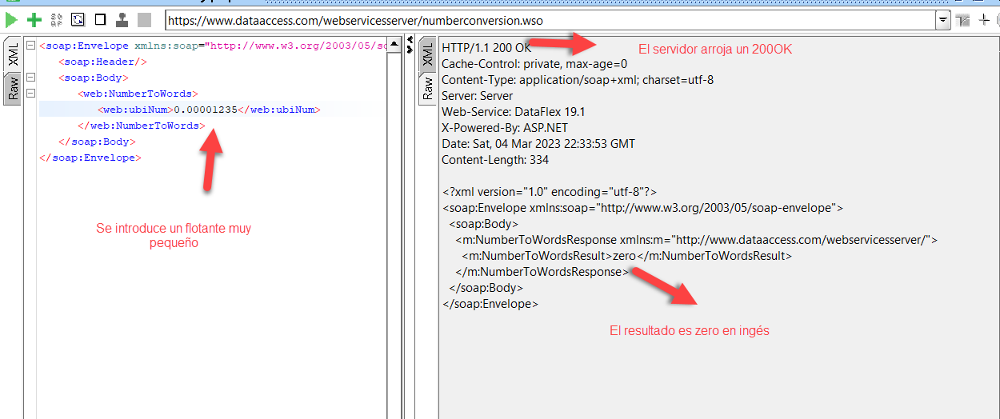 https://www.dataaccess.com/webservicesserver/numberconversion.wso
XML
Raw
<soap:Envelope xmlns:soap="http://www.w3.org/2003/05/so
<soap:Header/>
<soap:Body>
<web:NumberToWords>
<web:ubiNum>0.00001235</web:ubiNum>
</web:NumberToWords>
</soap:Body>
</soap:Envelope>
Se introduce un flotante muy
pequeño
XML
Raw
HTTP/1.1 200 OK
El servidor arroja un 200OK
Cache-Control: private, max-age=0
Content-Type: application/soap+xml; charset=utf-8
Server: Server
Web-Service: DataFlex 19.1
X-Powered-By: ASP.NET
Date: Sat, 04 Mar 2023 22:33:53 GMT
Content-Length: 334
<?xml version="1.0" encoding="utf-8"?>
<soap:Envelope xmlns:soap="http://www.w3.org/2003/05/soap-envelope">
<soap:Body>
<m:NumberToWordsResponse xmlns:m="http://www.dataaccess.com/webservicesserver/">
<m:NumberToWordsResult>zero</m:NumberToWordsResult>
</m:NumberToWordsResponse>
</soap:Body>
</soap:Envelope>
El resultado es zero en ingés